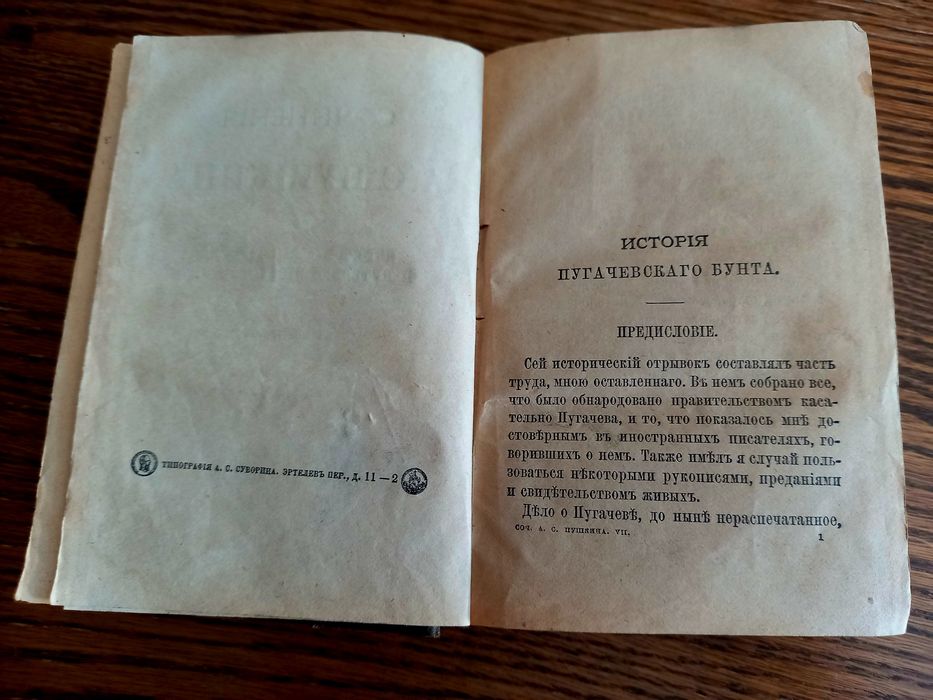 ТИПОГРАФІЯ А. С. СУВОРИНА. ЭРТЕЛЕВЪ ПЕР., Д. 11—2
ИСТОРІЯ
ПУГАЧЕВСКАГО БУНТА.
ПРЕДИСЛОВІЕ.
Сей историческій отрывокъ составлялъ часть
труда, мною оставленнаго. Въ немъ собрано все,
что было обнародовано правительствомъ каса-
тельно Пугачева, и то, что показалось мнѣ до-
стовѣрнымъ въ иностранныхъ писателяхъ, го-
ворившихъ о немъ. Также имѣлъ я случай поль-
зоваться нѣкоторыми рукописями, преданіями
и свидѣтельствомъ живыхъ.
Дѣло о Пугачевѣ, до нынѣ нераспечатанное,
СОЧ. А. С. ПУШКИНА. VII.
1